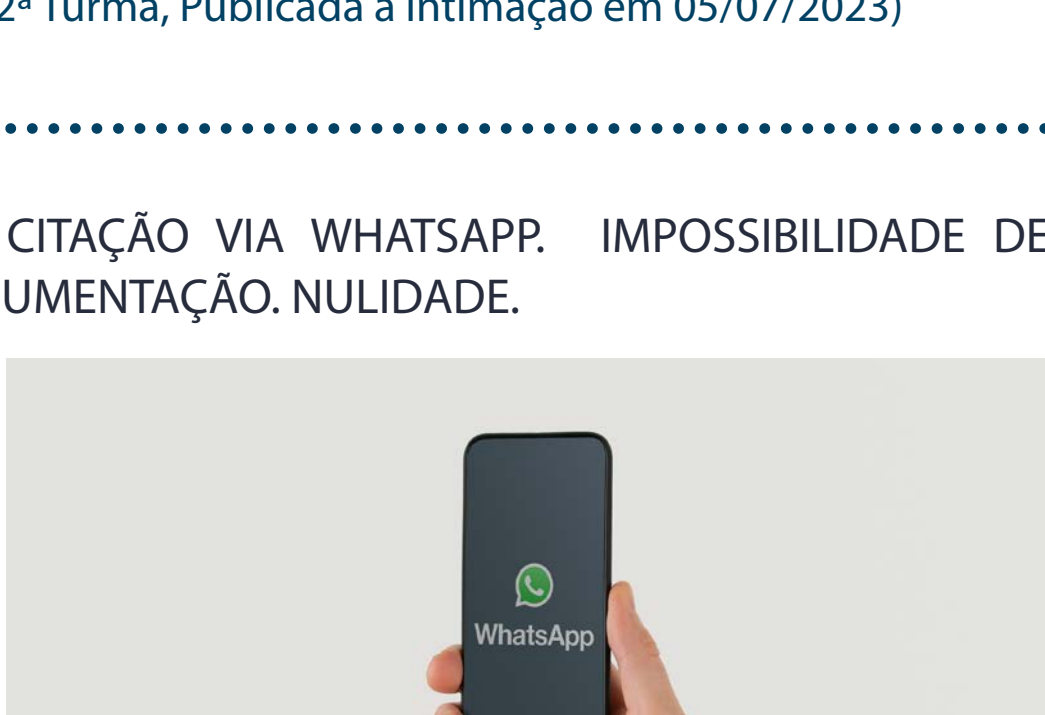 2ª Turma, Publicada a Intimação em 05/07/2023)
CITAÇÃO VIA WHATSAPP. IMPOSSIBILIDADE DE
UMENTAÇÃO. NULIDADE.
WhatsApp